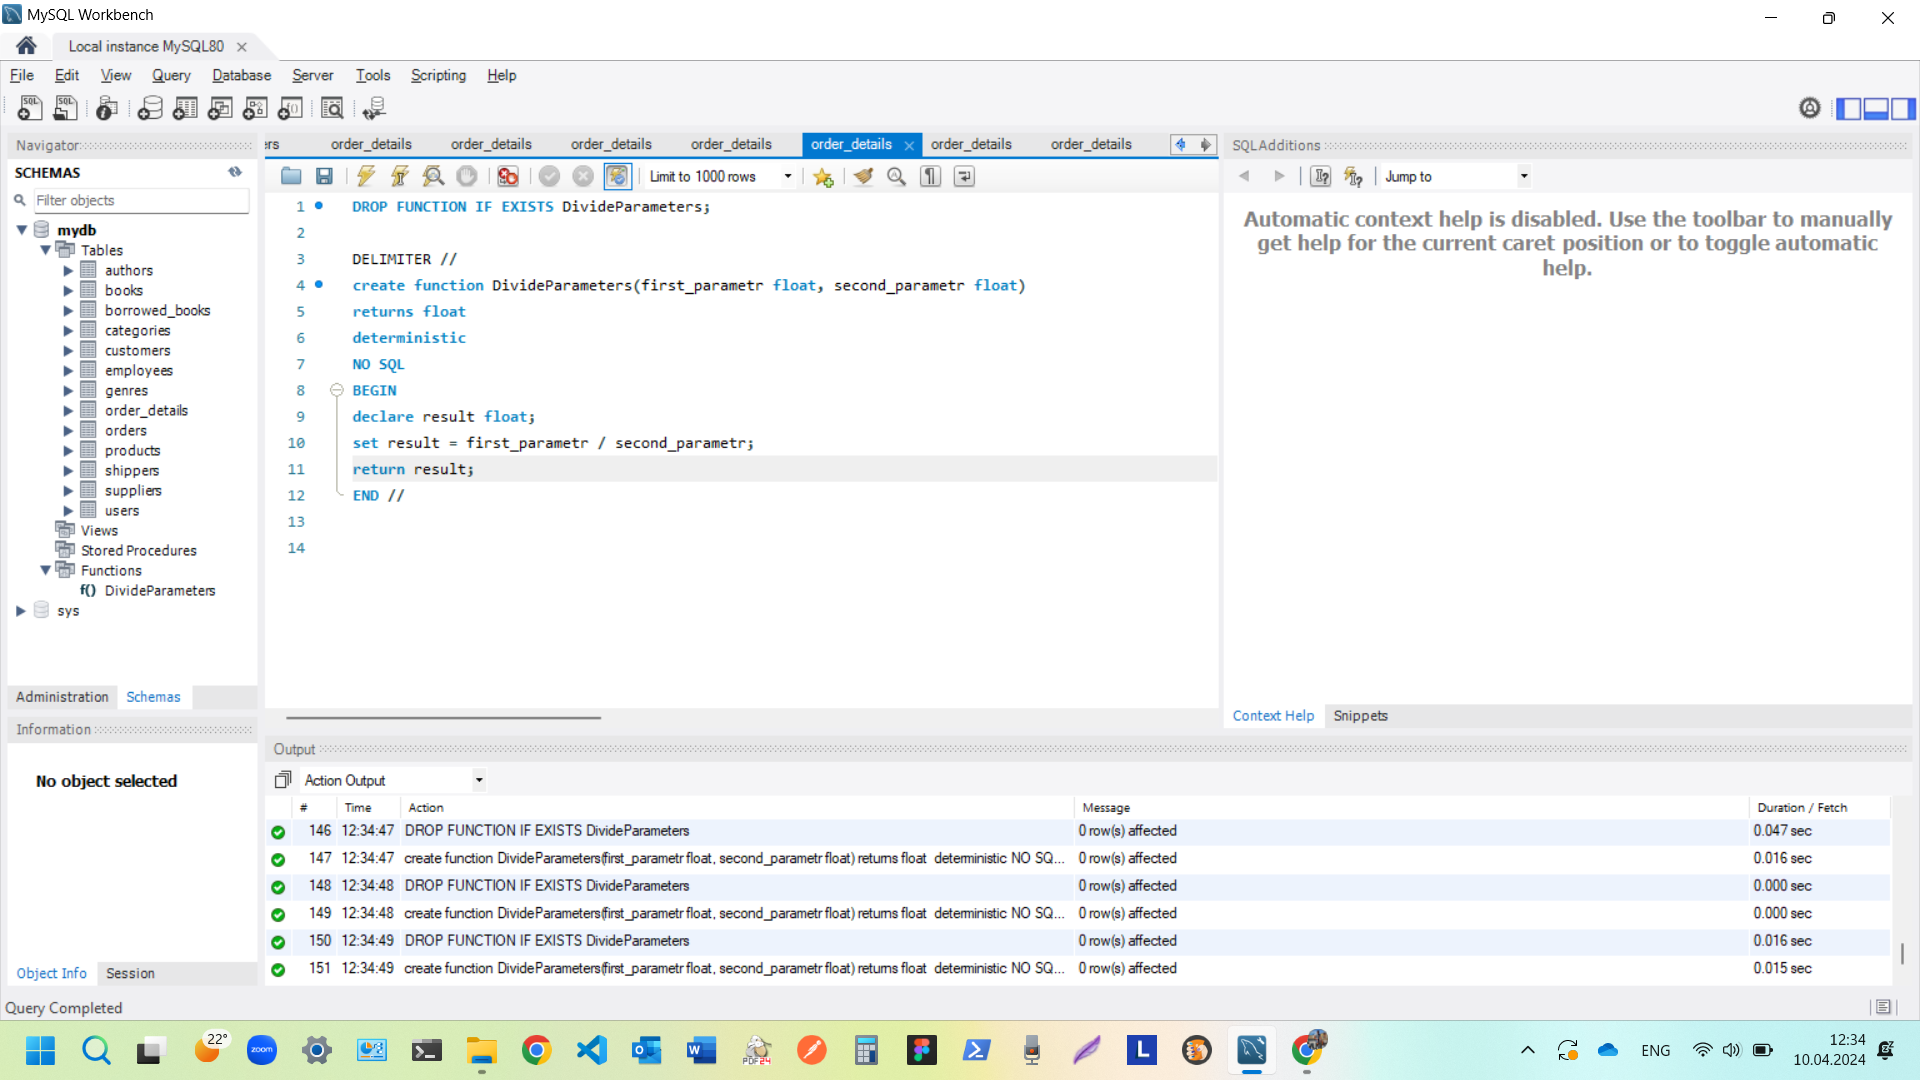 MySQL Workbench
Local instance MySQL80
File Edit View Query Database Server Tools Scripting Help
Navigator
SCHEMAS
Filter objects
mydb
Tables
authors
books
borrowed_books
categories
customers
employees
genres
order_details
orders
products
shippers
suppliers
users
Views
Stored Procedures
Functions
f() DivideParameters
sys
Administration Schemas
Information
No object selected
Object Info Session
Query Completed
ers order_details order_details order_details order_details order_details order_details order_details
Limit to 1000 rows
1 DROP FUNCTION IF EXISTS DivideParameters;
2
3 DELIMITER //
4 create function DivideParameters(first_parametr float, second_parametr float)
5 returns float
6 deterministic
7 NO SQL
8 BEGIN
9 declare result float;
10 set result = first_parametr / second_parametr;
11 return result;
12 END //
13
14
SQLAdditions
Jump to
Automatic context help is disabled. Use the toolbar to manually
get help for the current caret position or to toggle automatic
help.
Context Help Snippets
Output
Action Output
# Time Action Message Duration / Fetch
146 12:34:47 DROP FUNCTION IF EXISTS DivideParameters 0 row(s) affected 0.047 sec
147 12:34:47 create function DivideParameters(first_parametr float, second_parametr float) returns float deterministic NO SQ... 0 row(s) affected 0.016 sec
148 12:34:48 DROP FUNCTION IF EXISTS DivideParameters 0 row(s) affected 0.000 sec
149 12:34:48 create function DivideParameters(first_parametr float, second_parametr float) returns float deterministic NO SQ... 0 row(s) affected 0.000 sec
150 12:34:49 DROP FUNCTION IF EXISTS DivideParameters 0 row(s) affected 0.016 sec
151 12:34:49 create function DivideParameters(first_parametr float, second_parametr float) returns float deterministic NO SQ... 0 row(s) affected 0.015 sec
22°
zoom
PDF24
L
ENG
12:34
10.04.2024